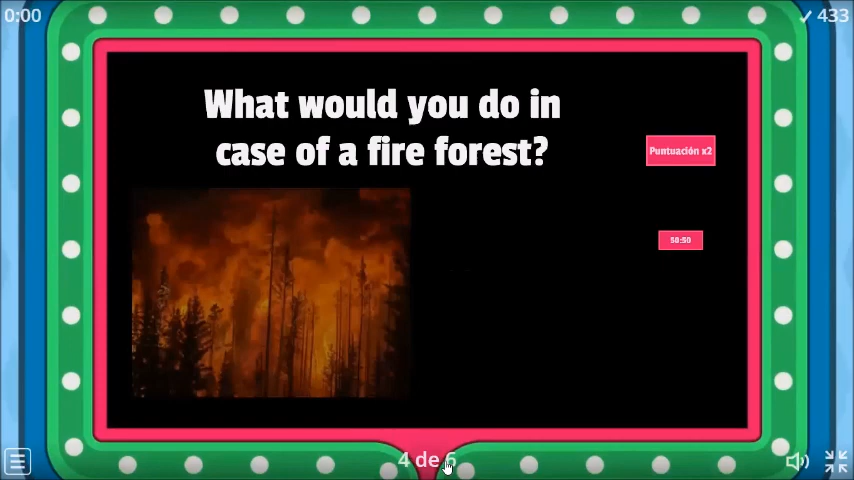 0:00
✓ 433
What would you do in
case of a fire forest?
Puntuación x2
50:50
4 de 6